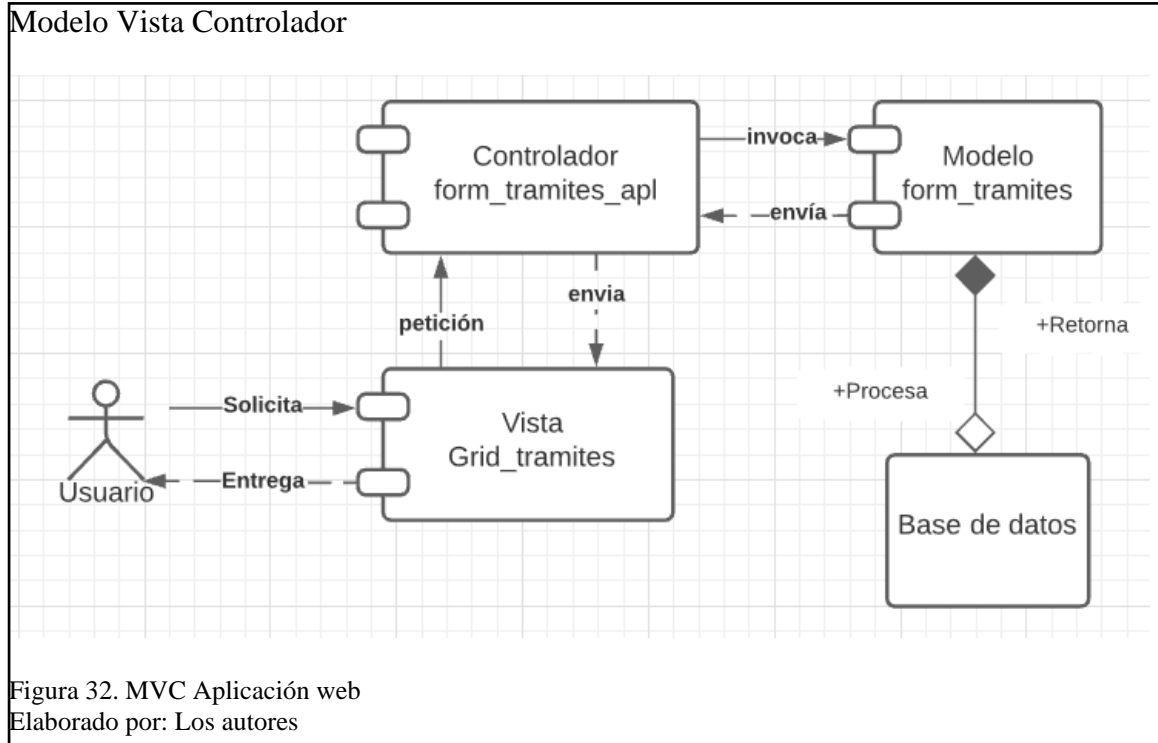 Modelo Vista Controlador
Controlador
form_tramites_apl
invoca
Modelo
form_tramites
envía
envia
petición
+Retorna
+Procesa
Solicita
Vista
Grid_tramites
Entrega
Usuario
Base de datos
Figura 32. MVC Aplicación web
Elaborado por: Los autores